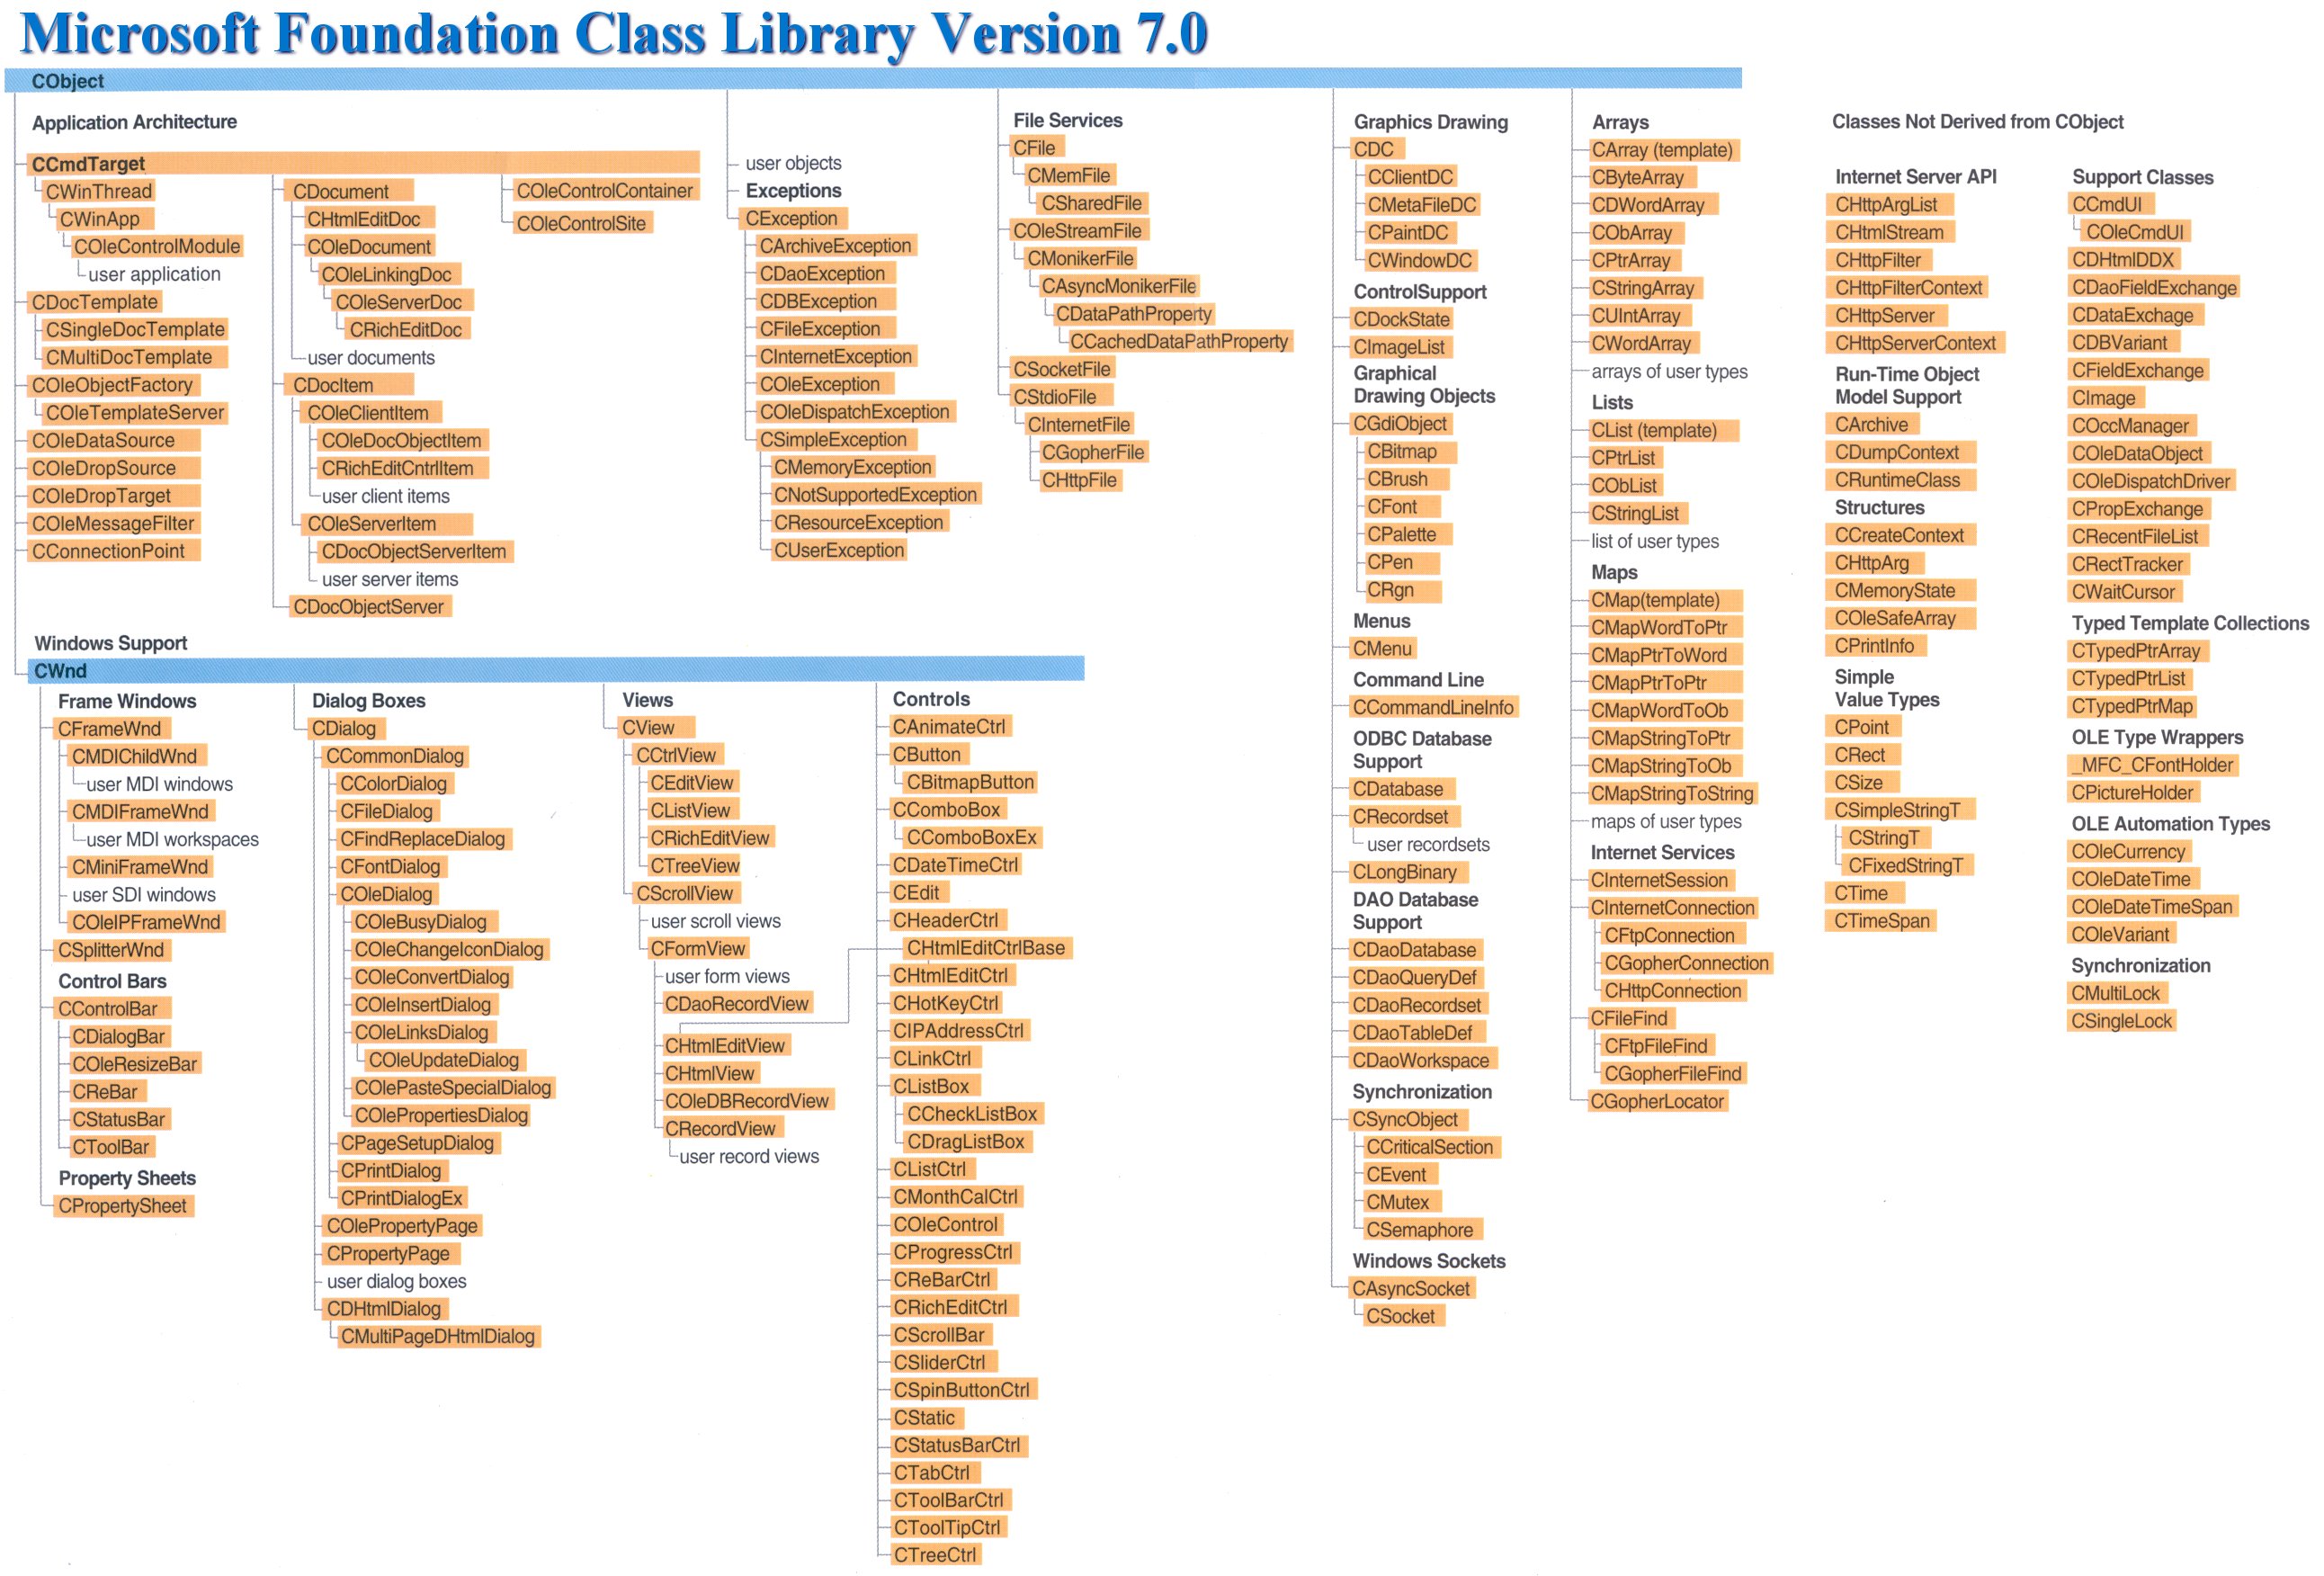 Microsoft Foundation Class Library Version 7.0
CObject
Application Architecture
CCmdTarget
CWinThread
CWinApp
COleControlModule
user application
CDocTemplate
CSingleDocTemplate
CMultiDocTemplate
COleObjectFactory
COleTemplateServer
COleDataSource
COleDropSource
COleDropTarget
COleMessageFilter
CConnectionPoint
CDocument
CHtmlEditDoc
COleDocument
COleLinkingDoc
COleServerDoc
CRichEditDoc
user documents
CDocItem
COleClientItem
COleDocObjectItem
CRichEditCntrlItem
user client items
COleServerItem
CDocObjectServerItem
user server items
CDocObjectServer
COleControlContainer
COleControlSite
user objects
Exceptions
CException
CArchiveException
CDaoException
CDBException
CFileException
CInternetException
COleException
COleDispatchException
CSimpleException
CMemoryException
CNotSupportedException
CResourceException
CUserException
File Services
CFile
CMemFile
CSharedFile
COleStreamFile
CMonikerFile
CAsyncMonikerFile
CDataPathProperty
CCachedDataPathProperty
CSocketFile
CStdioFile
CInternetFile
CGopherFile
CHttpFile
Windows Support
CWnd
Frame Windows
CFrameWnd
CMDIChildWnd
user MDI windows
CMDIFrameWnd
user MDI workspaces
CMiniFrameWnd
user SDI windows
COleIPFrameWnd
CSplitterWnd
Control Bars
CControlBar
CDialogBar
COleResizeBar
CReBar
CStatusBar
CToolBar
Property Sheets
CPropertySheet
Dialog Boxes
CDialog
CCommonDialog
CColorDialog
CFileDialog
CFindReplaceDialog
CFontDialog
COleDialog
COleBusyDialog
COleChangeIconDialog
COleConvertDialog
COleInsertDialog
COleLinksDialog
COleUpdateDialog
COlePasteSpecialDialog
COlePropertiesDialog
CPageSetupDialog
CPrintDialog
CPrintDialogEx
COlePropertyPage
CPropertyPage
user dialog boxes
CDHtmlDialog
CMultiPageDHtmlDialog
Views
CView
CCtrlView
CEditView
CListView
CRichEditView
CTreeView
CScrollView
user scroll views
CFormView
user form views
CDaoRecordView
CHtmlEditView
CHtmlView
COleDBRecordView
CRecordView
user record views
Controls
CAnimateCtrl
CButton
CBitmapButton
CComboBox
CComboBoxEx
CDateTimeCtrl
CEdit
CHeaderCtrl
CHtmlEditCtrlBase
CHtmlEditCtrl
CHotKeyCtrl
CIPAddressCtrl
CLinkCtrl
CListBox
CCheckListBox
CDragListBox
CListCtrl
CMonthCalCtrl
COleControl
CProgressCtrl
CReBarCtrl
CRichEditCtrl
CScrollBar
CSliderCtrl
CSpinButtonCtrl
CStatic
CStatusBarCtrl
CTabCtrl
CToolBarCtrl
CToolTipCtrl
CTreeCtrl
Graphics Drawing
CDC
CClientDC
CMetaFileDC
CPaintDC
CWindowDC
ControlSupport
CDockState
CImageList
Graphical
Drawing Objects
CGdiObject
CBitmap
CBrush
CFont
CPalette
CPen
CRgn
Menus
CMenu
Command Line
CCommandLineInfo
ODBC Database
Support
CDatabase
CRecordset
user recordsets
CLongBinary
DAO Database
Support
CDaoDatabase
CDaoQueryDef
CDaoRecordset
CDaoTableDef
CDaoWorkspace
Synchronization
CSyncObject
CCriticalSection
CEvent
CMutex
CSemaphore
Windows Sockets
CAsyncSocket
CSocket
Arrays
CArray (template)
CByteArray
CDWordArray
CObArray
CPtrArray
CStringArray
CUIntArray
CWordArray
arrays of user types
Lists
CList (template)
CPtrList
CObList
CStringList
list of user types
Maps
CMap(template)
CMapWordToPtr
CMapPtrToWord
CMapPtrToPtr
CMapWordToOb
CMapStringToPtr
CMapStringToOb
CMapStringToString
maps of user types
Internet Services
CInternetSession
CInternetConnection
CFtpConnection
CGopherConnection
CHttpConnection
CFileFind
CFtpFileFind
CGopherFileFind
CGopherLocator
Classes Not Derived from CObject
Internet Server API
CHttpArgList
CHtmlStream
CHttpFilter
CHttpFilterContext
CHttpServer
CHttpServerContext
Run-Time Object
Model Support
CArchive
CDumpContext
CRuntimeClass
Structures
CCreateContext
CHttpArg
CMemoryState
COleSafeArray
CPrintInfo
Simple
Value Types
CPoint
CRect
CSize
CSimpleStringT
CStringT
CFixedStringT
CTime
CTimeSpan
Support Classes
CCmdUI
COleCmdUI
CDHtmlDDX
CDaoFieldExchange
CDataExchage
CDBVariant
CFieldExchange
CImage
COccManager
COleDataObject
COleDispatchDriver
CPropExchange
CRecentFileList
CRectTracker
CWaitCursor
Typed Template Collections
CTypedPtrArray
CTypedPtrList
CTypedPtrMap
OLE Type Wrappers
_MFC_CFontHolder
CPictureHolder
OLE Automation Types
COleCurrency
COleDateTime
COleDateTimeSpan
COleVariant
Synchronization
CMultiLock
CSingleLock